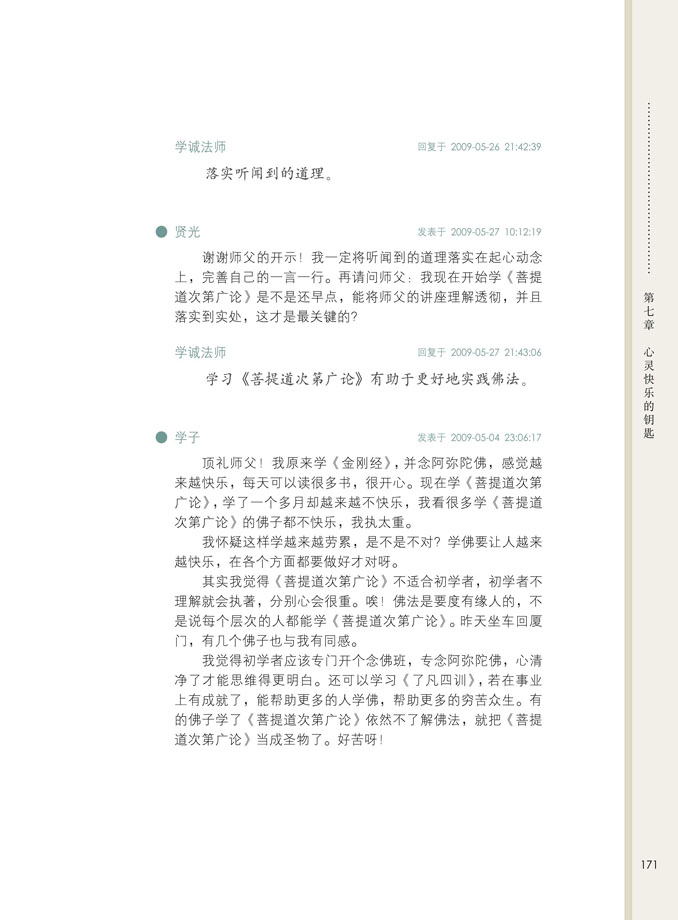 学诚法师 回复于 2009-05-26 21:42:39
落实听闻到的道理。
贤光 发表于 2009-05-27 10:12:19
谢谢师父的开示！我一定将听闻到的道理落实在起心动念
上，完善自己的一言一行。再请问师父：我现在开始学《菩提
道次第广论》是不是还早点，能将师父的讲座理解透彻，并且
落实到实处，这才是最关键的？
学诚法师 回复于 2009-05-27 21:43:06
学习《菩提道次第广论》有助于更好地实践佛法。
学子 发表于 2009-05-04 23:06:17
顶礼师父！我原来学《金刚经》，并念阿弥陀佛，感觉越
来越快乐，每天可以读很多书，很开心。现在学《菩提道次第
广论》，学了一个多月却越来越不快乐，我看很多学《菩提道
次第广论》的佛子都不快乐，我执太重。
我怀疑这样学越来越劳累，是不是不对？学佛要让人越来
越快乐，在各个方面都要做好才对呀。
其实我觉得《菩提道次第广论》不适合初学者，初学者不
理解就会执著，分别心会很重。唉！佛法是要度有缘人的，不
是说每个层次的人都能学《菩提道次第广论》。昨天坐车回厦
门，有几个佛子也与我有同感。
我觉得初学者应该专门开个念佛班，专念阿弥陀佛，心清
净了才能思维得更明白。还可以学习《了凡四训》，若在事业
上有成就了，能帮助更多的人学佛，帮助更多的穷苦众生。有
的佛子学了《菩提道次第广论》依然不了解佛法，就把《菩提
道次第广论》当成圣物了。好苦呀！
第七章 心灵快乐的钥匙
171